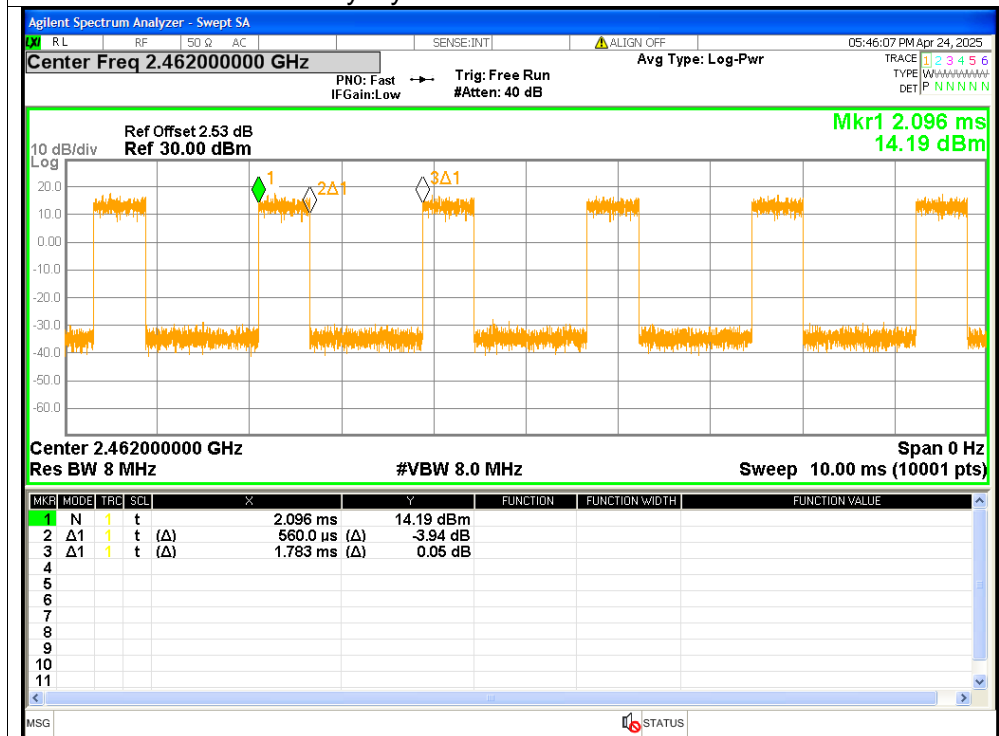 Agilent Spectrum Analyzer - Swept SA
LXI RL RF 50 Ω AC SENSE:INT ALIGN OFF 05:46:07 PM Apr 24, 2025
Center Freq 2.462000000 GHz Avg Type: Log-Pwr TRACE 1 2 3 4 5 6
PNO: Fast Trig: Free Run TYPE WWWWWW
IFGain:Low #Atten: 40 dB DET P N N N N N
Mkr1 2.096 ms
14.19 dBm
Ref Offset 2.53 dB
10 dB/div Ref 30.00 dBm
Log
1 2Δ1 3Δ1
20.0
10.0
0.00
-10.0
-20.0
-30.0
-40.0
-50.0
-60.0
Center 2.462000000 GHz Span 0 Hz
Res BW 8 MHz #VBW 8.0 MHz Sweep 10.00 ms (10001 pts)
MKR MODE TRC SCL X Y FUNCTION FUNCTION WIDTH FUNCTION VALUE
1 N 1 t 2.096 ms 14.19 dBm
2 Δ1 1 t (Δ) 560.0 µs (Δ) -3.94 dB
3 Δ1 1 t (Δ) 1.783 ms (Δ) 0.05 dB
4
5
6
7
8
9
10
11
MSG STATUS